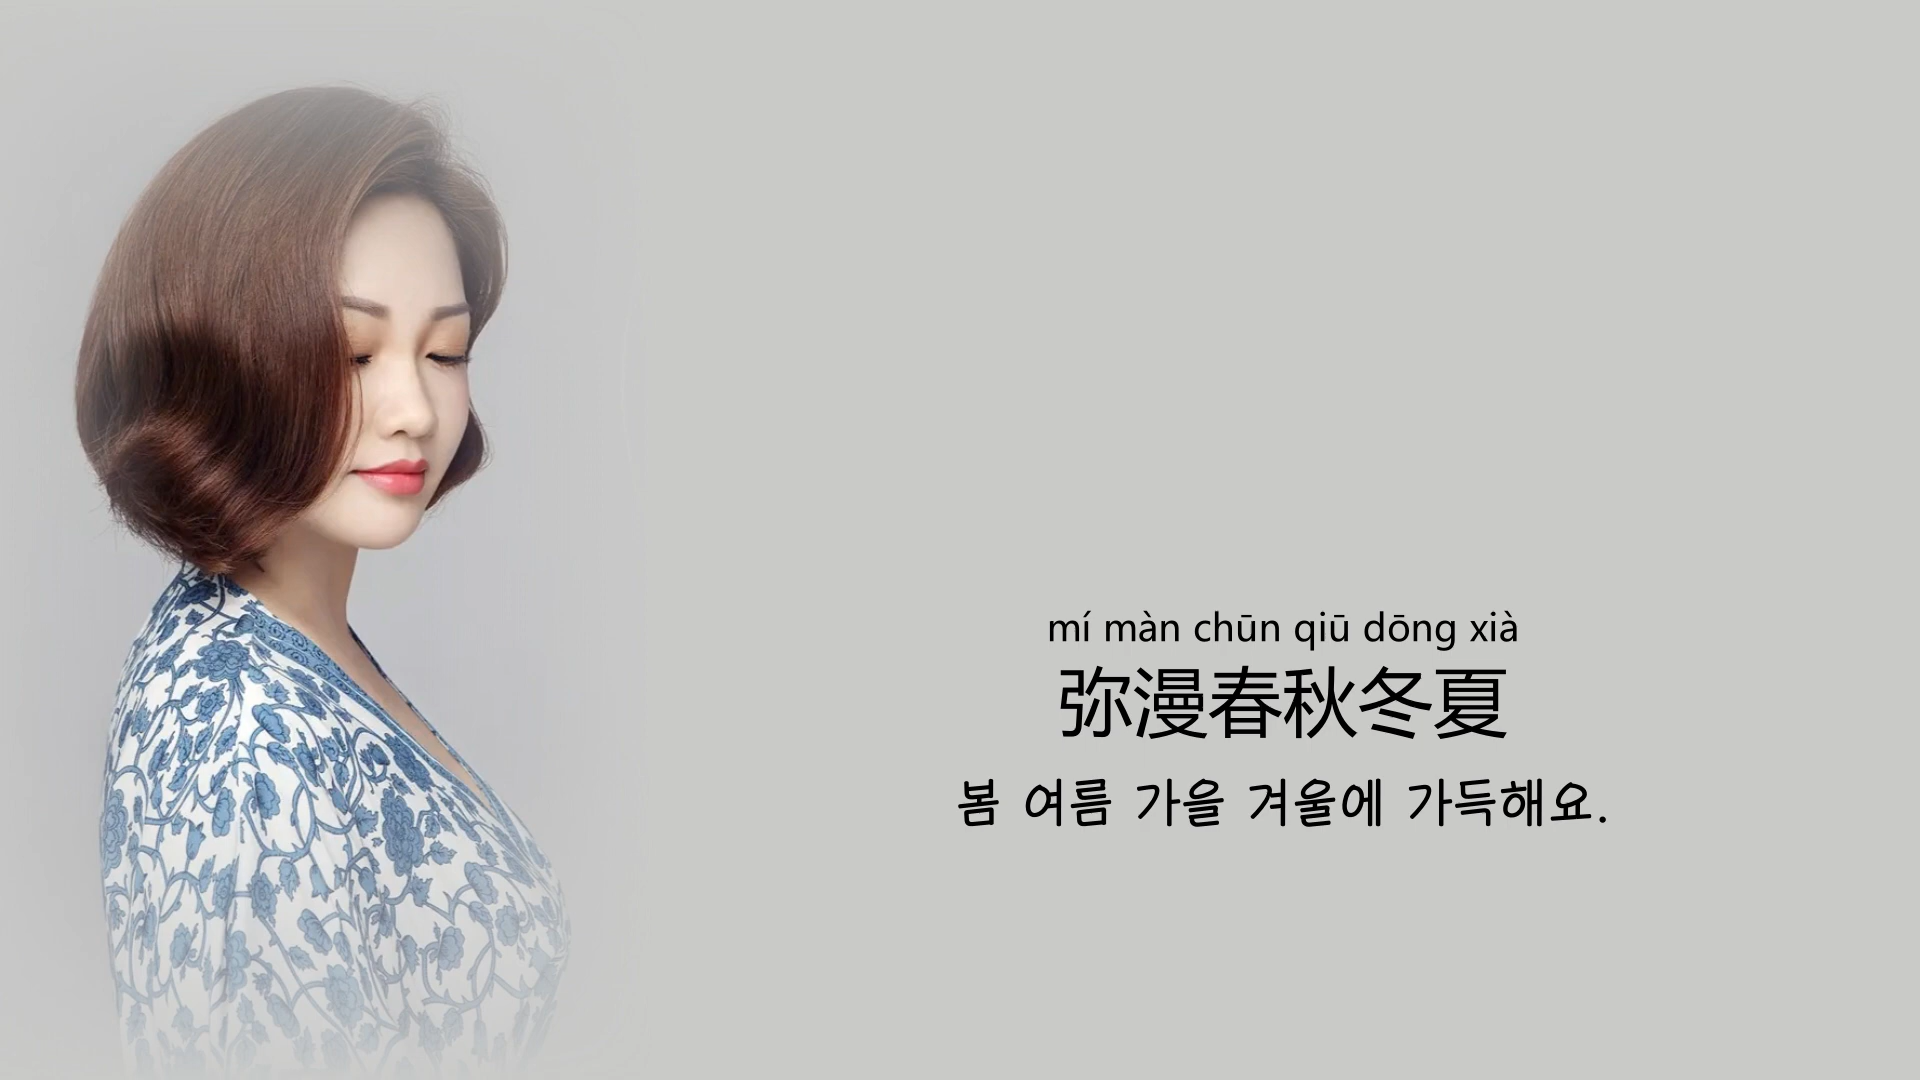 mí màn chūn qiū dōng xià
弥漫春秋冬夏
봄 여름 가을 겨울에 가득해요.